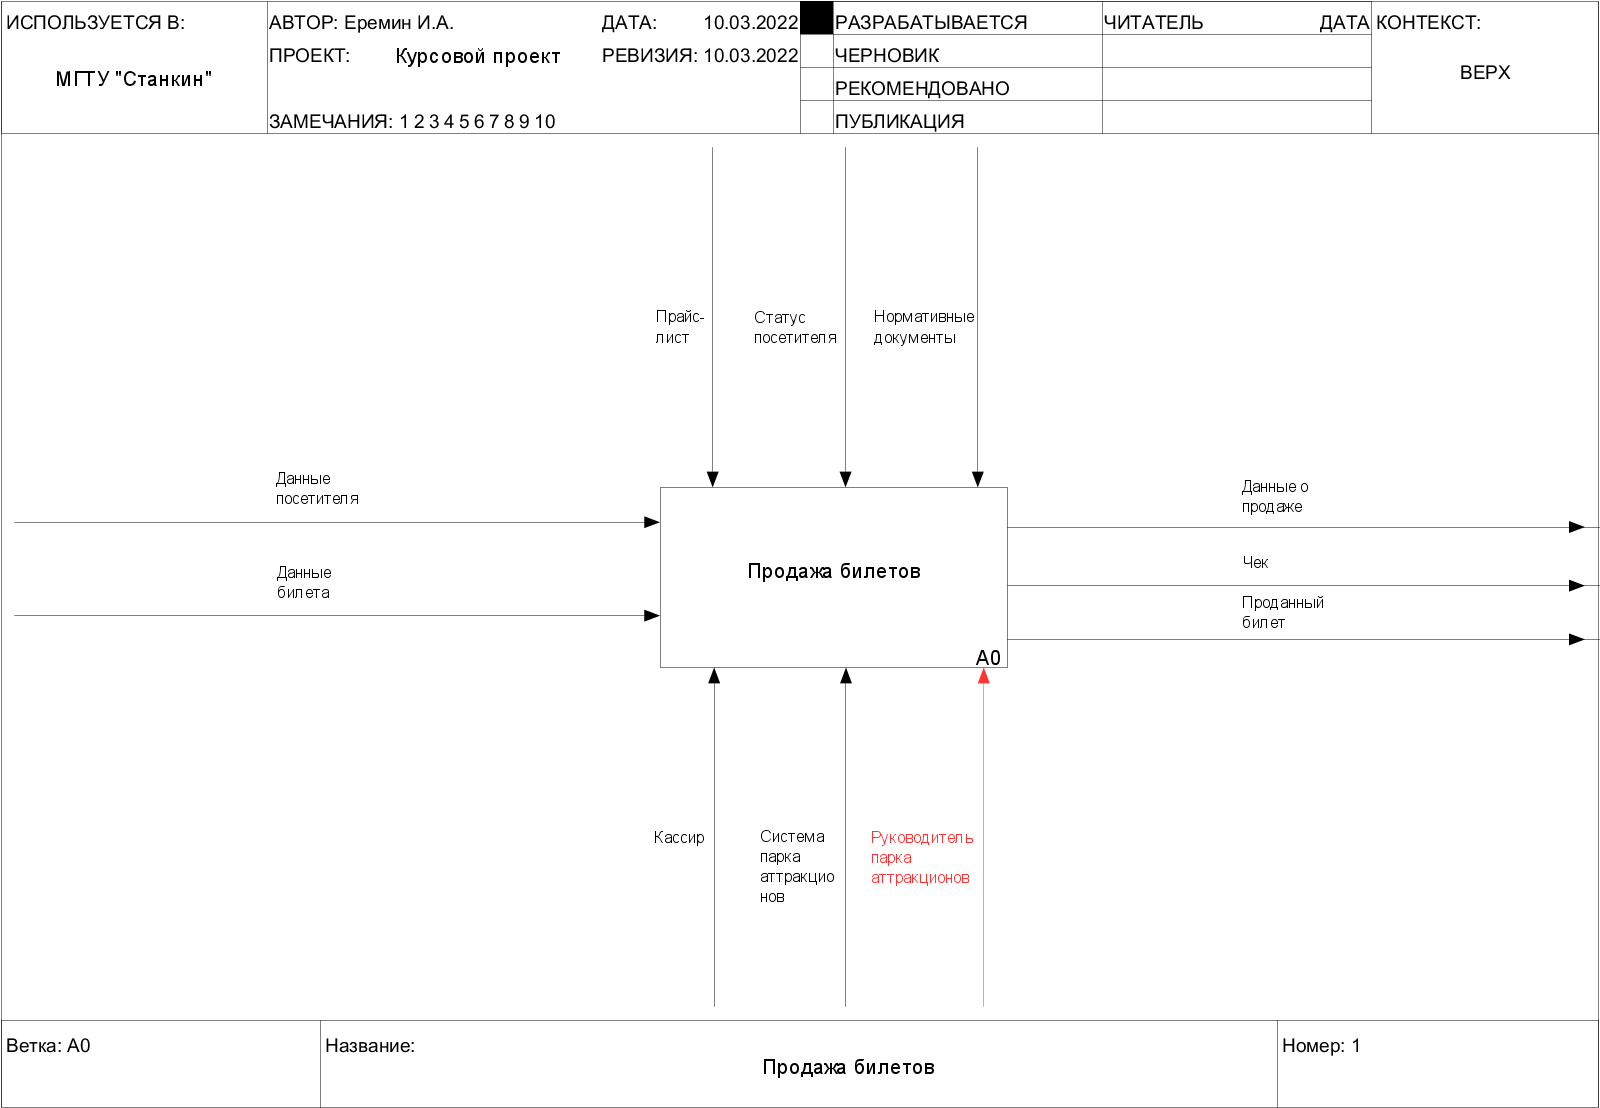 ИСПОЛЬЗУЕТСЯ В:
МГТУ "Станкин"
АВТОР: Еремин И.А.
ДАТА: 10.03.2022
ПРОЕКТ: Курсовой проект
РЕВИЗИЯ: 10.03.2022
ЗАМЕЧАНИЯ: 1 2 3 4 5 6 7 8 9 10
РАЗРАБАТЫВАЕТСЯ
ЧЕРНОВИК
РЕКОМЕНДОВАНО
ПУБЛИКАЦИЯ
ЧИТАТЕЛЬ
ДАТА
КОНТЕКСТ:
ВЕРХ
Прайс-
лист
Статус
посетителя
Нормативные
документы
Данные
посетителя
Данные
билета
Продажа билетов
A0
Данные о
продаже
Чек
Проданный
билет
Кассир
Система
парка
аттракцио
нов
Руководитель
парка
аттракционов
Ветка: A0
Название:
Продажа билетов
Номер: 1